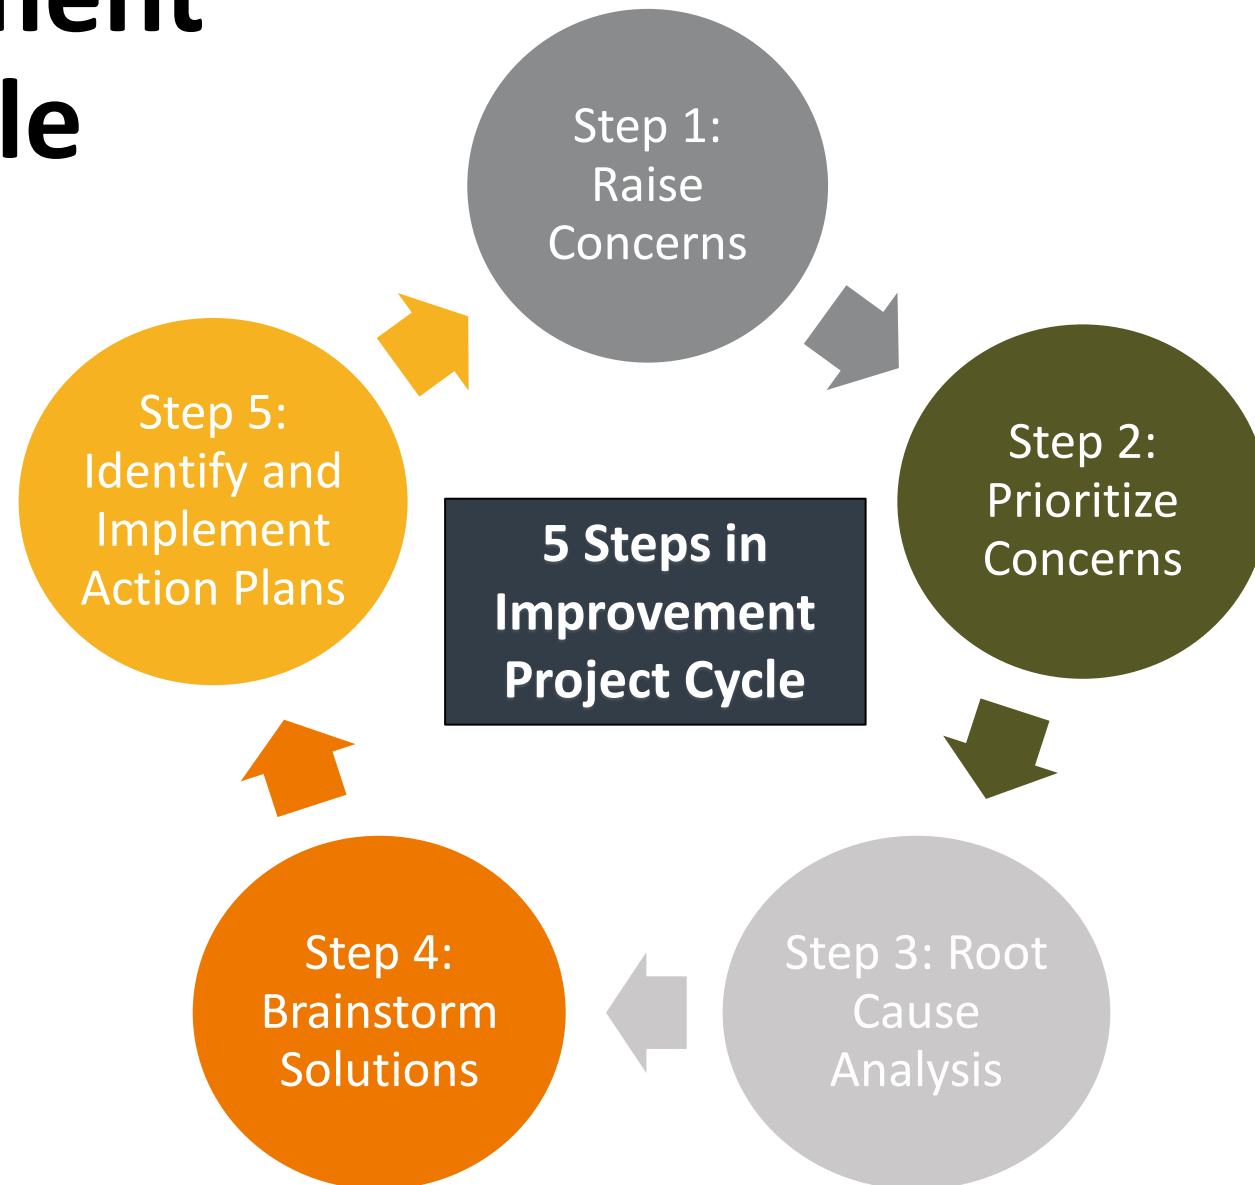 Step 1:
Raise
Concerns
Step 2:
Prioritize
Concerns
Step 3: Root
Cause
Analysis
Step 4:
Brainstorm
Solutions
Step 5:
Identify and
Implement
Action Plans
5 Steps in
Improvement
Project Cycle